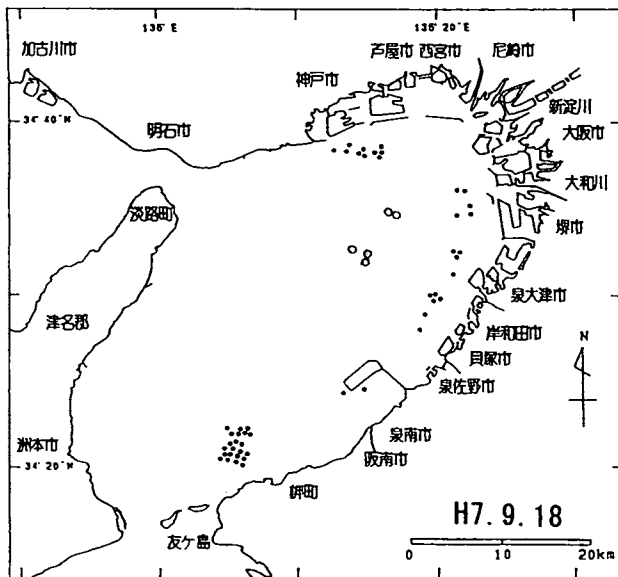 135°E
135°20'E
加古川市
芦屋市 西宮市
尼崎市
神戸市
新淀川
34°40'N
明石市
大阪市
大和川
淡路町
堺市
泉大津市
津名郡
岸和田市
N
貝塚市
泉佐野市
洲本市
泉南市
阪南市
34°20'N
岬町
H7.9.18
友ケ島
0 10 20km